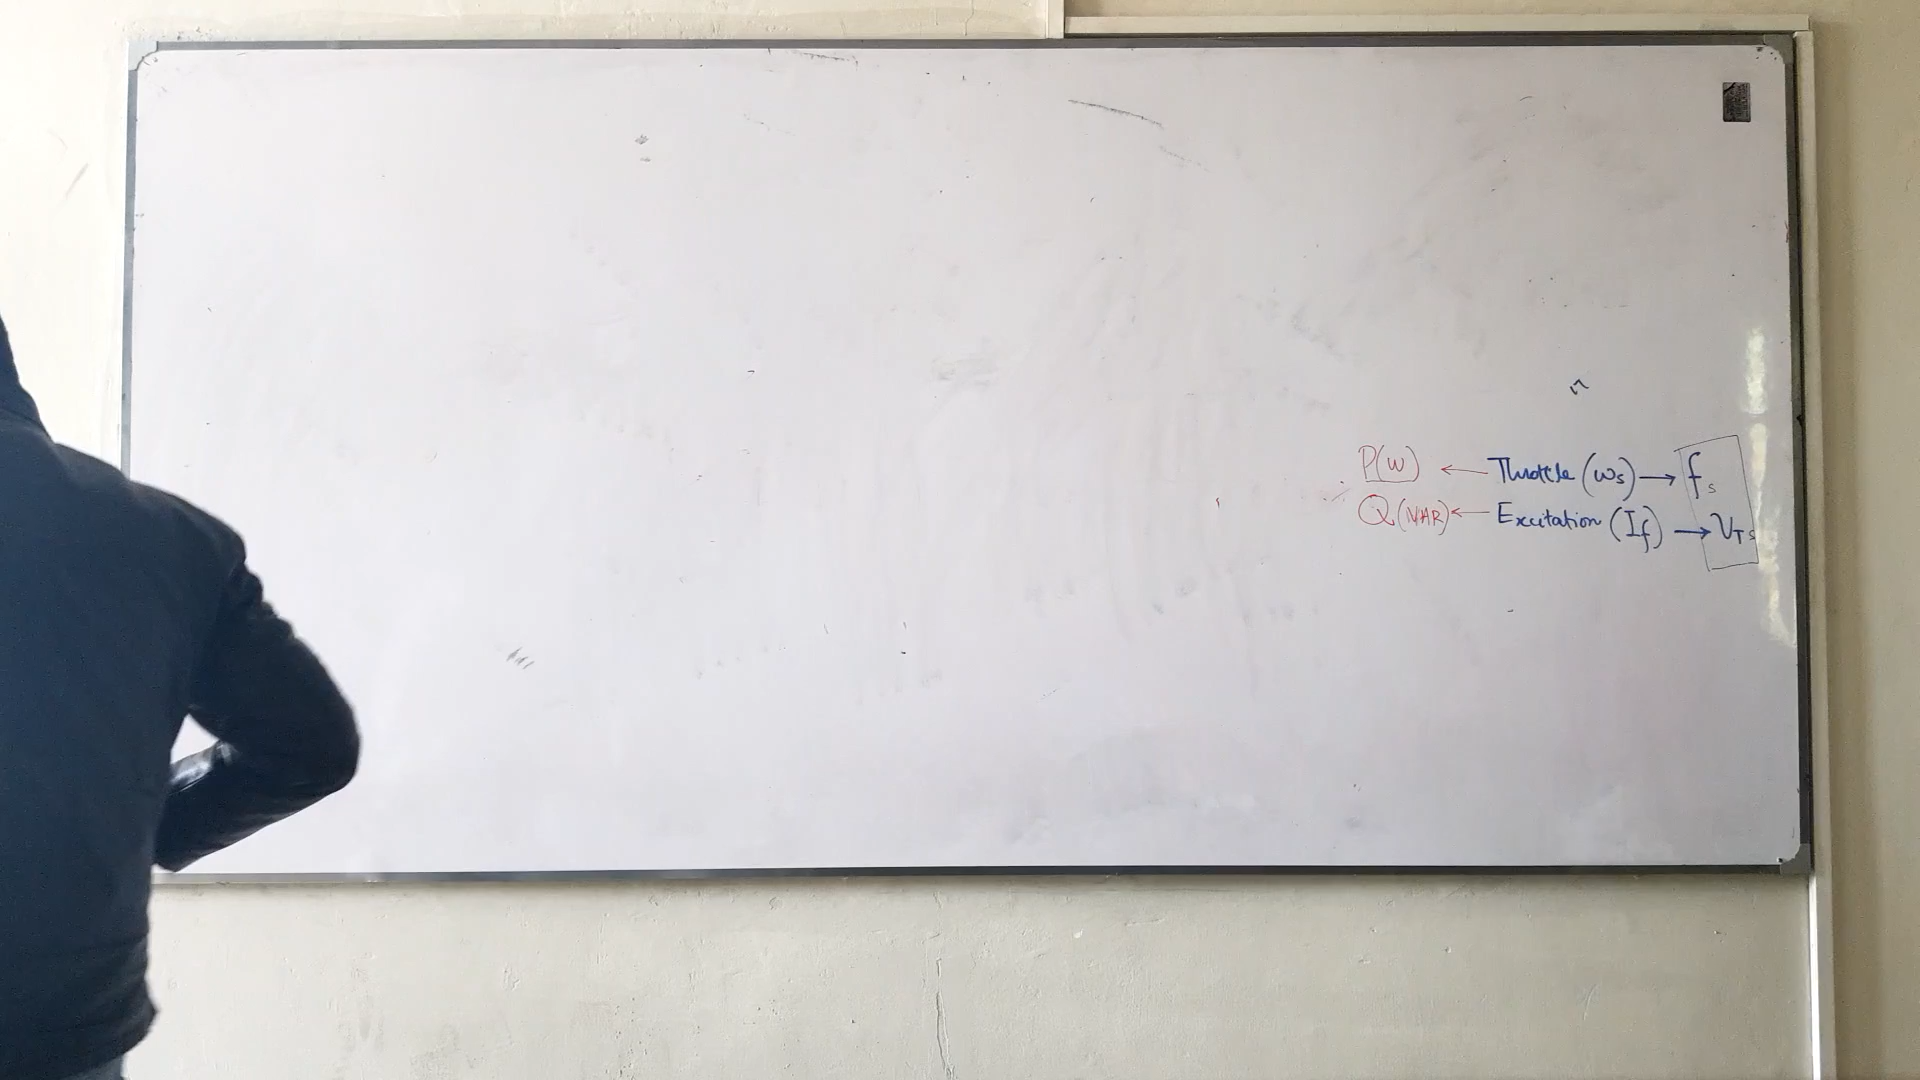 P(W) ← Throttle (ωs) → fs
Q(VAR) ← Excitation (If) → VTs